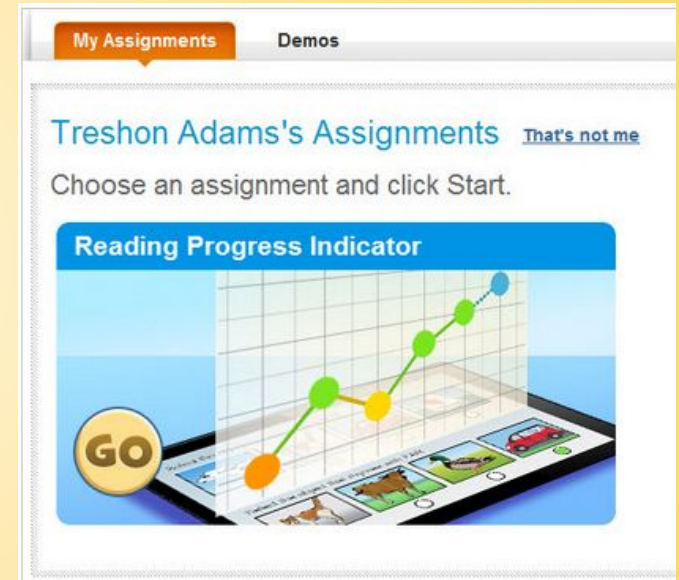 My Assignments Demos
Treshon Adams's Assignments That's not me
Choose an assignment and click Start.
Reading Progress Indicator
GO